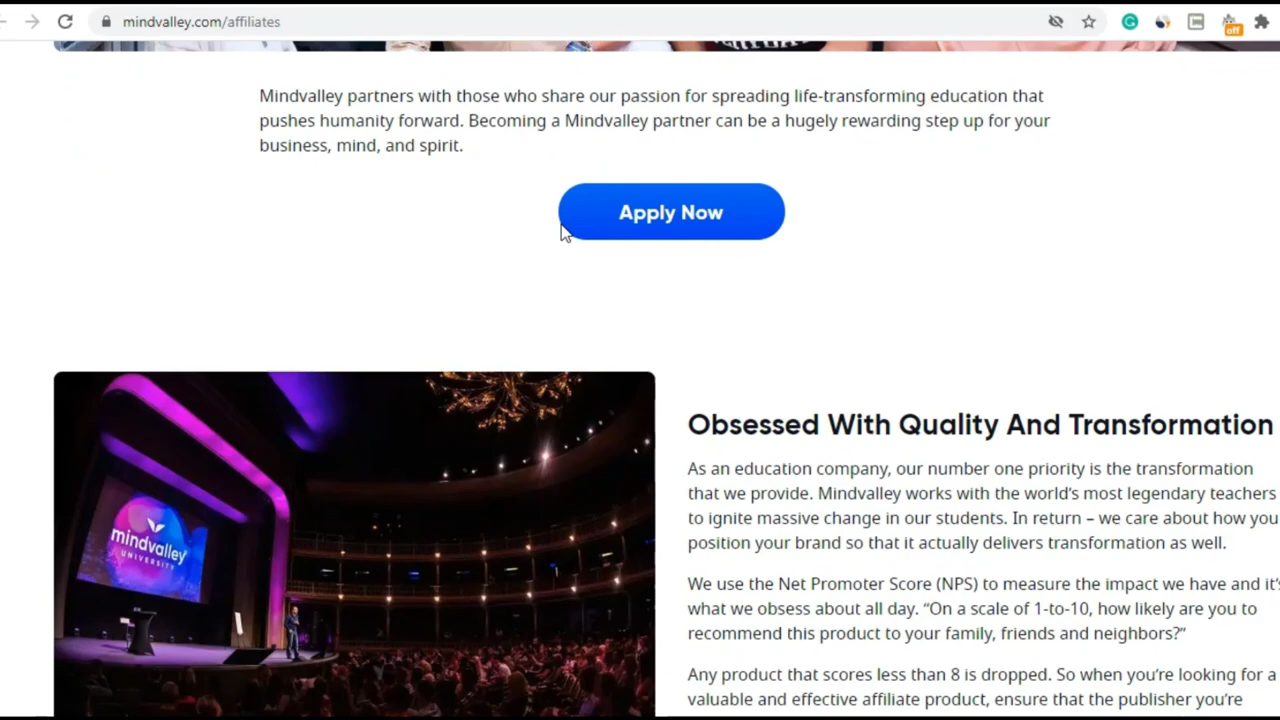 mindvalley.com/affiliates
off
Mindvalley partners with those who share our passion for spreading life-transforming education that
pushes humanity forward. Becoming a Mindvalley partner can be a hugely rewarding step up for your
business, mind, and spirit.
Apply Now
mindvalley
UNIVERSITY
Obsessed With Quality And Transformation
As an education company, our number one priority is the transformation
that we provide. Mindvalley works with the world's most legendary teachers
to ignite massive change in our students. In return – we care about how you
position your brand so that it actually delivers transformation as well.
We use the Net Promoter Score (NPS) to measure the impact we have and it's
what we obsess about all day. “On a scale of 1-to-10, how likely are you to
recommend this product to your family, friends and neighbors?”
Any product that scores less than 8 is dropped. So when you're looking for a
valuable and effective affiliate product, ensure that the publisher you're